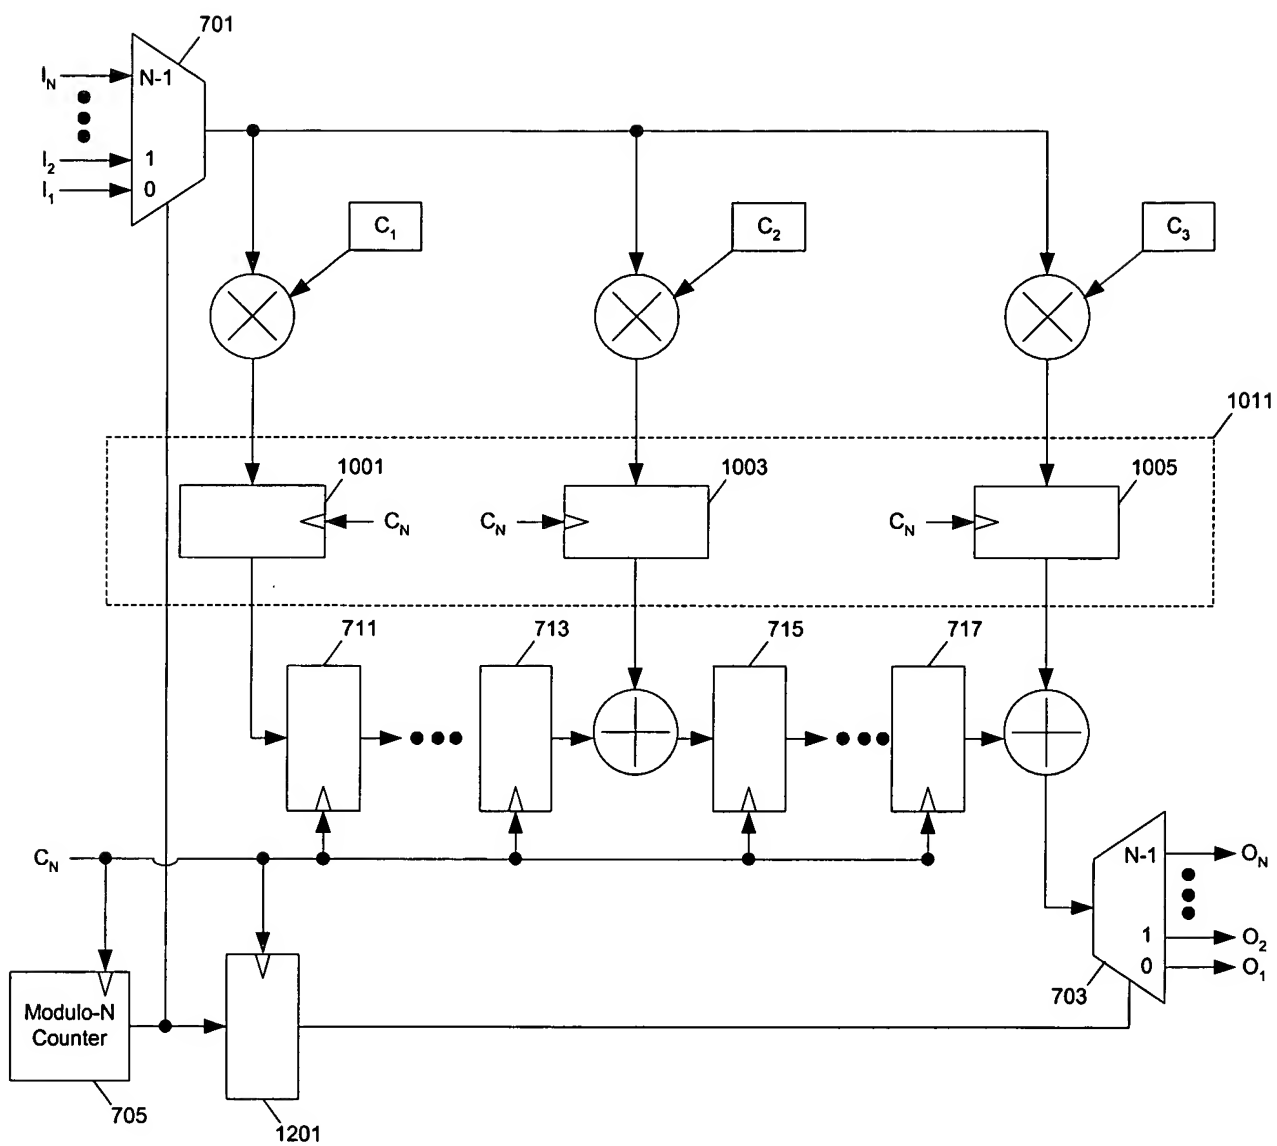 701
I_N
N-1
I_2
1
I_1
0
C_1
C_2
C_3
1011
1001
1003
1005
C_N
C_N
C_N
711
713
715
717
C_N
N-1
O_N
1
O_2
0
O_1
703
Modulo-N
Counter
705
1201